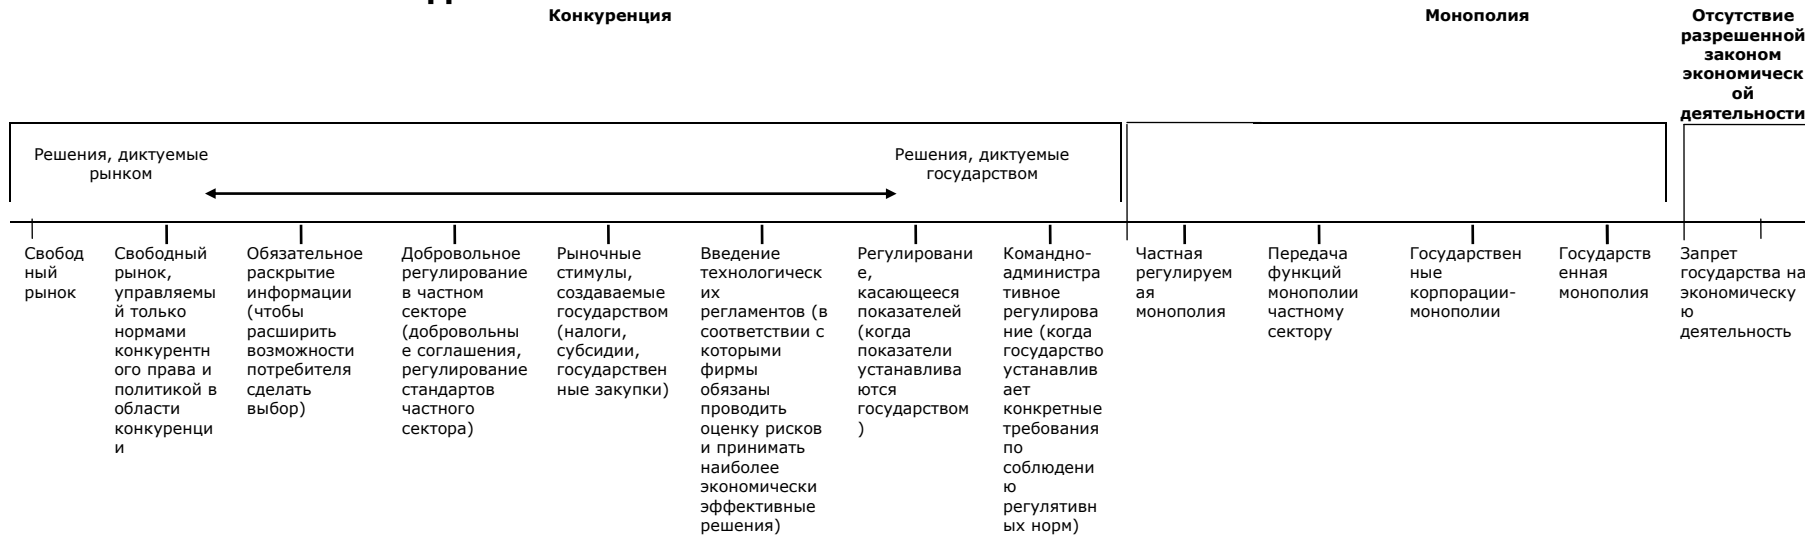 Конкуренция
Монополия
Отсутствие
разрешенной
законом
экономическ
ой
деятельности
Решения, диктуемые
рынком
Решения, диктуемые
государством
Свобод
ный
рынок
Свободный
рынок,
управляемы
й только
нормами
конкурентн
ого права и
политикой в
области
конкуренци
и
Обязательное
раскрытие
информации
(чтобы
расширить
возможности
потребителя
сделать
выбор)
Добровольное
регулирование
в частном
секторе
(добровольны
е соглашения,
регулирование
стандартов
частного
сектора)
Рыночные
стимулы,
создаваемые
государством
(налоги,
субсидии,
государствен
ные закупки)
Введение
технологическ
их
регламентов (в
соответствии с
которыми
фирмы
обязаны
проводить
оценку рисков
и принимать
наиболее
экономически
эффективные
решения)
Регулировани
е,
касающееся
показателей
(когда
показатели
устанавлива
ются
государством
)
Командно-
администра
тивное
регулирова
ние (когда
государство
устанавлив
ает
конкретные
требования
по
соблюдени
ю
регулятивн
ых норм)
Частная
регулируем
ая
монополия
Передача
функций
монополии
частному
сектору
Государствен
ные
корпорации-
монополии
Государств
енная
монополия
Запрет
государства на
экономическу
ю
деятельность